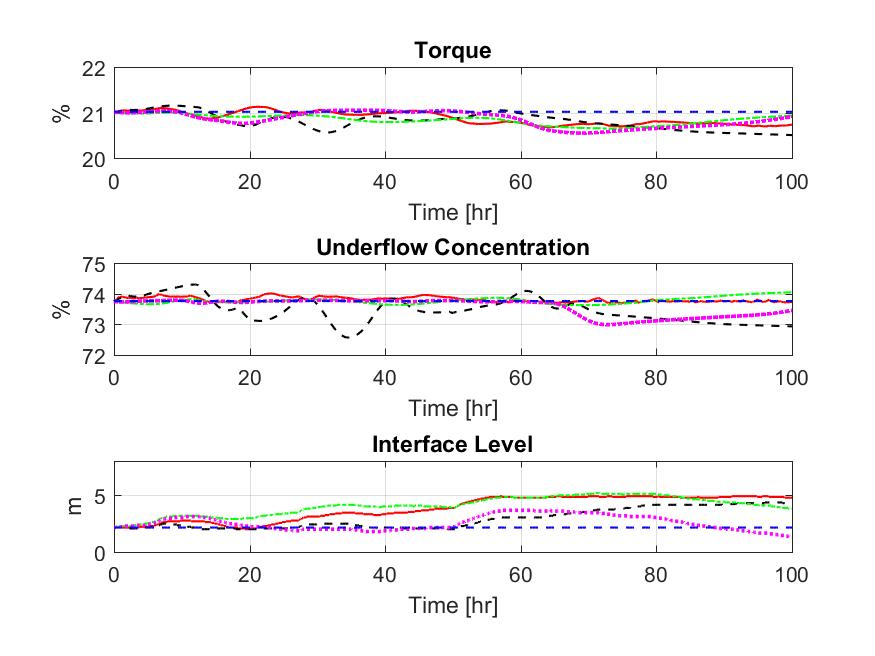 Torque
22
21
20
%
0 20 40 60 80 100
Time [hr]
Underflow Concentration
75
74
73
72
%
0 20 40 60 80 100
Time [hr]
Interface Level
5
0
m
0 20 40 60 80 100
Time [hr]